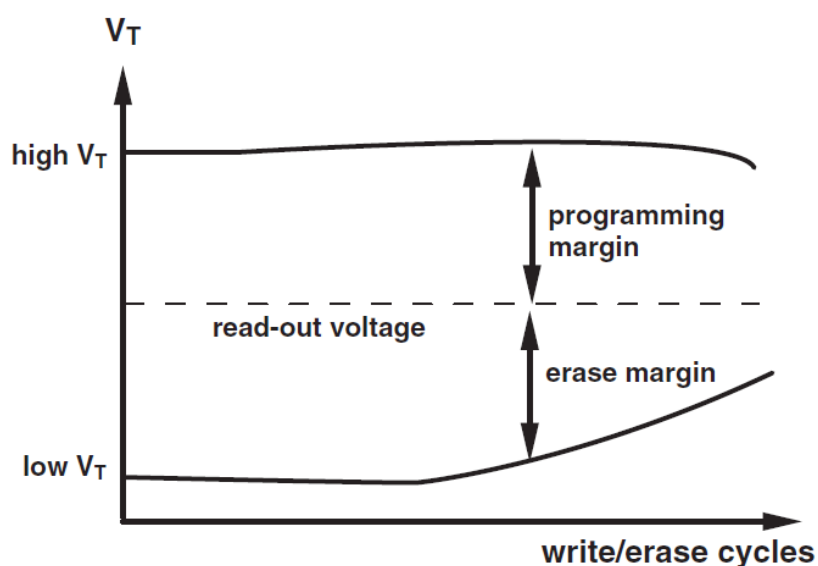 VT
high VT
programming
margin
read-out voltage
erase margin
low VT
write/erase cycles